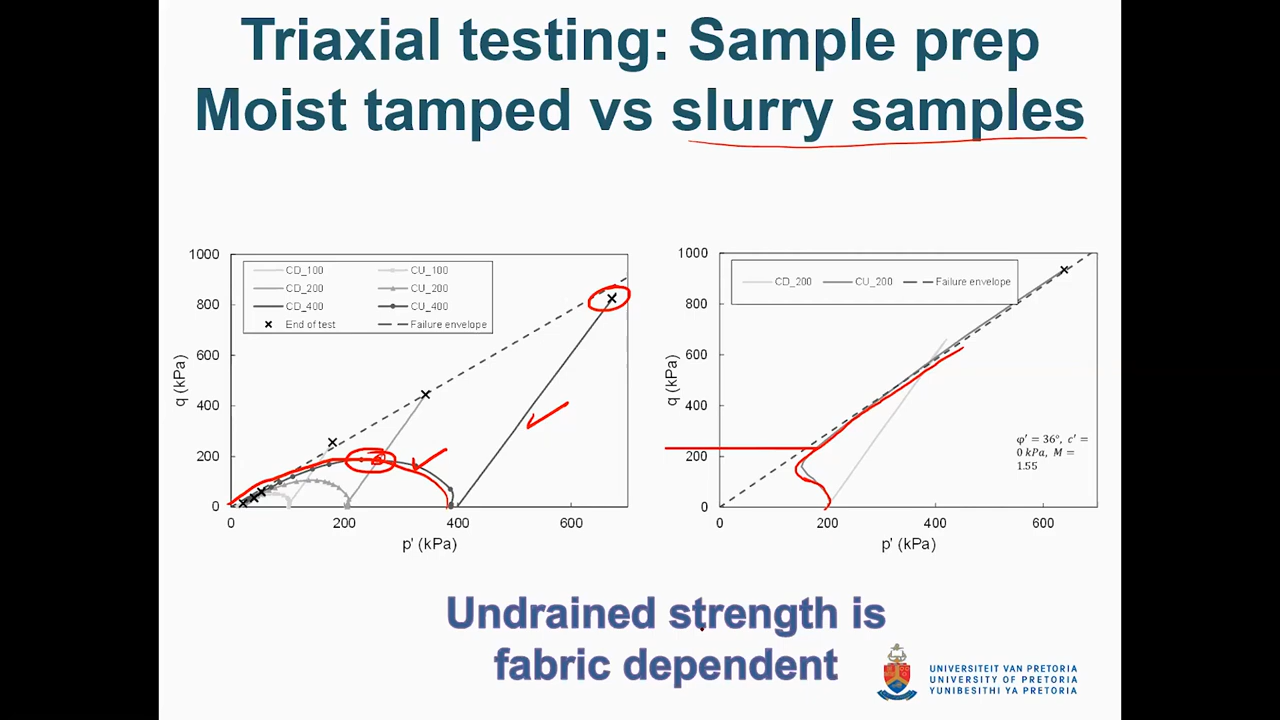 Triaxial testing: Sample prep
Moist tamped vs slurry samples
1000
800
600
400
200
0
q (kPa)
0
200
400
600
p' (kPa)
CD_100
CU_100
CD_200
CU_200
CD_400
CU_400
End of test
Failure envelope
1000
800
600
400
200
0
q (kPa)
0
200
400
600
p' (kPa)
CD_200
CU_200
Failure envelope
φ′ = 36°, c′ =
0 kPa, M =
1.55
Undrained strength is
fabric dependent
UNIVERSITEIT VAN PRETORIA
UNIVERSITY OF PRETORIA
YUNIBESITHI YA PRETORIA